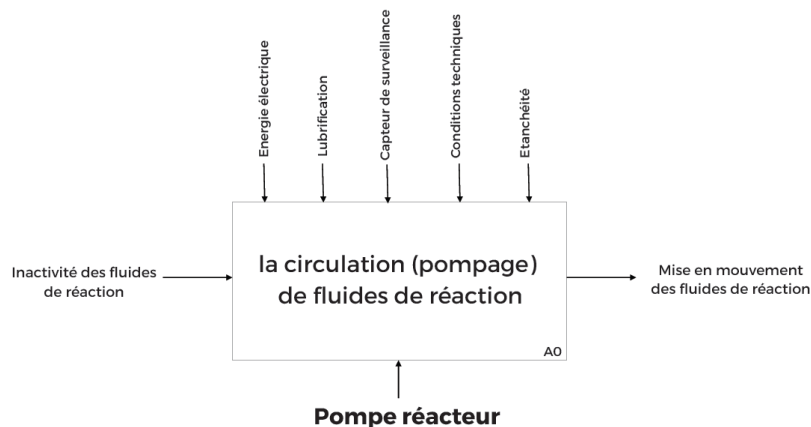 Energie électrique
Lubrification
Capteur de surveillance
Conditions techniques
Etanchéité
Inactivité des fluides
de réaction
la circulation (pompage)
de fluides de réaction
Mise en mouvement
des fluides de réaction
A0
Pompe réacteur